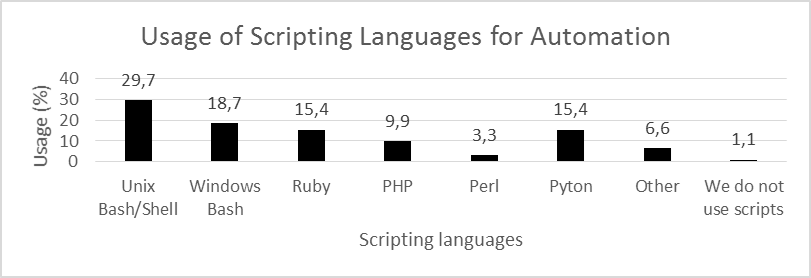 Usage of Scripting Languages for Automation
Usage (%)
40
30
20
10
0
29,7
18,7
15,4
9,9
3,3
15,4
6,6
1,1
Unix
Bash/Shell
Windows
Bash
Ruby
PHP
Perl
Pyton
Other
We do not
use scripts
Scripting languages